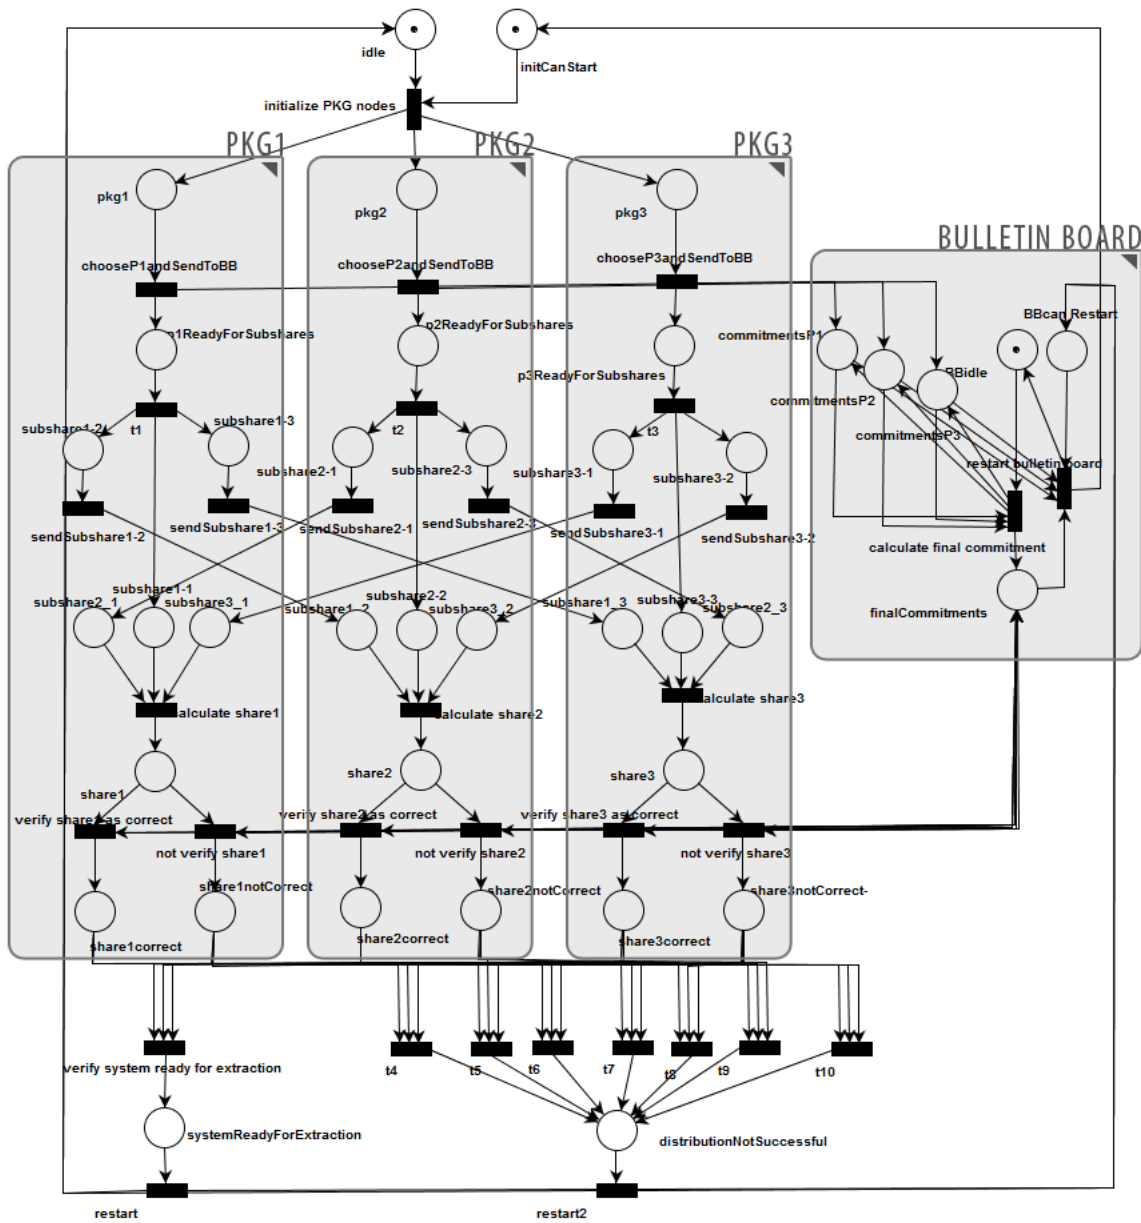 idle
initCanStart
initialize PKG nodes
PKG1
PKG2
PKG3
pkg1
pkg2
pkg3
BULLETIN BOARD
chooseP1andSendToBB
chooseP2andSendToBB
chooseP3andSendToBB
BBcan Restart
p1ReadyForSubshares
p2ReadyForSubshares
p3ReadyForSubshares
commitmentsP1
BBidle
commitmentsP2
commitmentsP3
subshare1-2
t1
subshare1-3
t2
t3
subshare2-1
subshare2-3
subshare3-1
subshare3-2
restart bulletin board
sendSubshare1-2
sendSubshare1-3
sendSubshare2-1
sendSubshare2-3
sendSubshare3-1
sendSubshare3-2
calculate final commitment
subshare2_1
subshare1-1
subshare3_1
subshare1_2
subshare2-2
subshare3_2
subshare1_3
subshare3-3
subshare2_3
finalCommitments
calculate share1
calculate share2
calculate share3
share1
share2
share3
verify share1 as correct
verify share2 as correct
verify share3 as correct
not verify share1
not verify share2
not verify share3
share1notCorrect
share2notCorrect
share3notCorrect-
share1correct
share2correct
share3correct
verify system ready for extraction
t4
t5
t6
t7
t8
t9
t10
systemReadyForExtraction
distributionNotSuccessful
restart
restart2